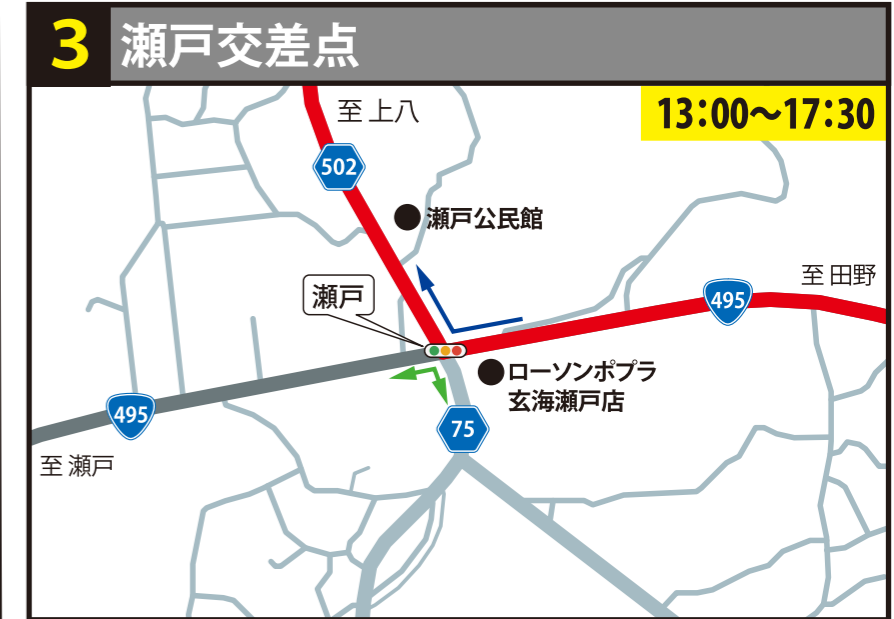 3 瀬戸交差点
13:00〜17:30
至 上八
502
瀬戸公民館
至 田野
495
瀬戸
ローソンポプラ
玄海瀬戸店
495
75
至 瀬戸